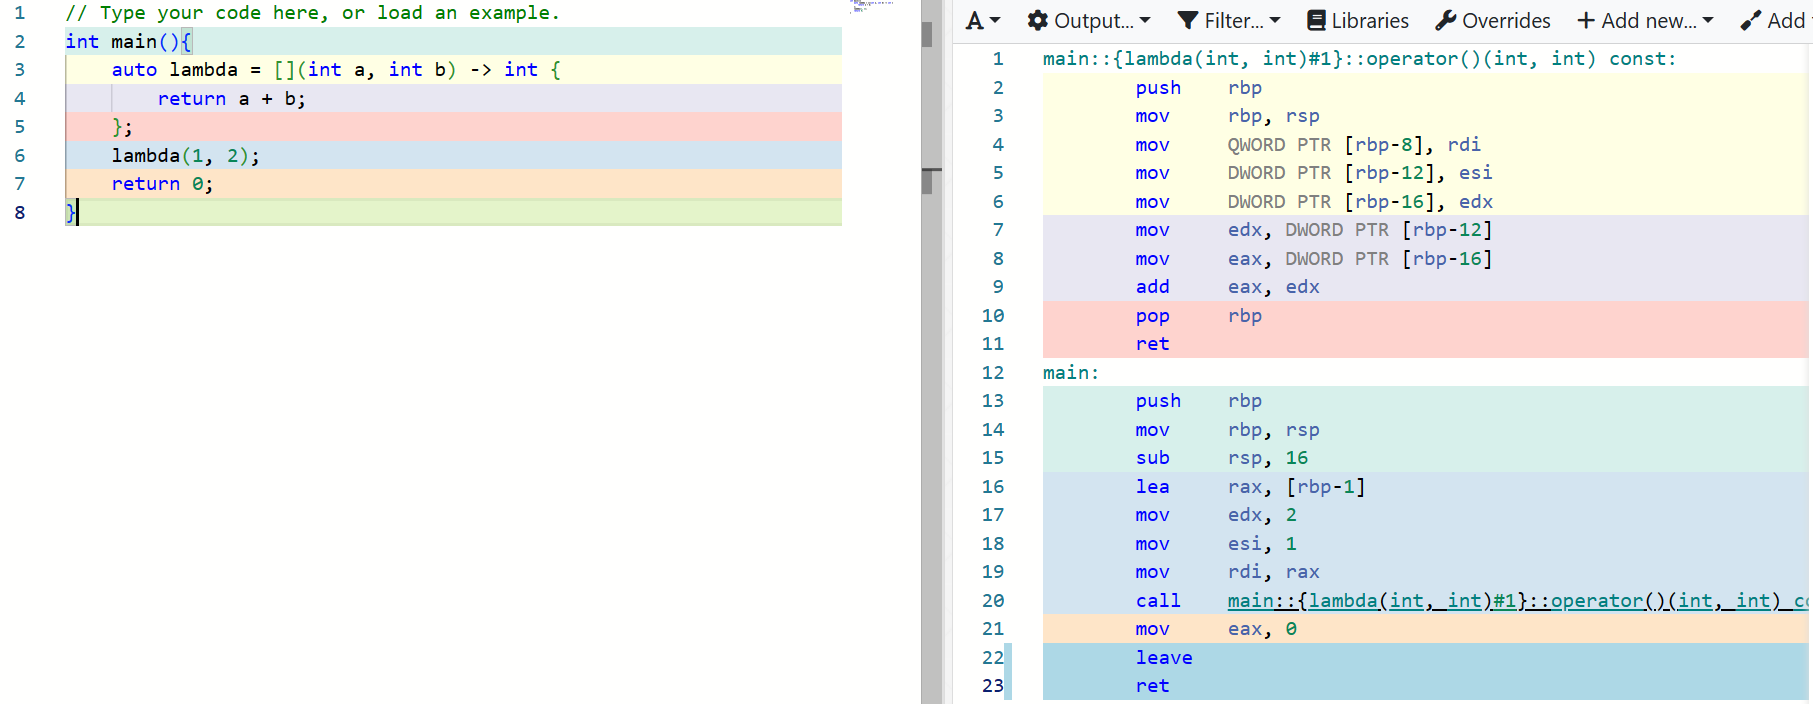 1 // Type your code here, or load an example.
2 int main(){
3     auto lambda = [](int a, int b) -> int {
4         return a + b;
5     };
6     lambda(1, 2);
7     return 0;
8 }
A Output... Filter... Libraries Overrides + Add new... Add
1 main::{lambda(int, int)#1}::operator()(int, int) const:
2         push    rbp
3         mov     rbp, rsp
4         mov     QWORD PTR [rbp-8], rdi
5         mov     DWORD PTR [rbp-12], esi
6         mov     DWORD PTR [rbp-16], edx
7         mov     edx, DWORD PTR [rbp-12]
8         mov     eax, DWORD PTR [rbp-16]
9         add     eax, edx
10         pop     rbp
11         ret
12 main:
13         push    rbp
14         mov     rbp, rsp
15         sub     rsp, 16
16         lea     rax, [rbp-1]
17         mov     edx, 2
18         mov     esi, 1
19         mov     rdi, rax
20         call    main::{lambda(int, int)#1}::operator()(int, int) co
21         mov     eax, 0
22         leave
23         ret